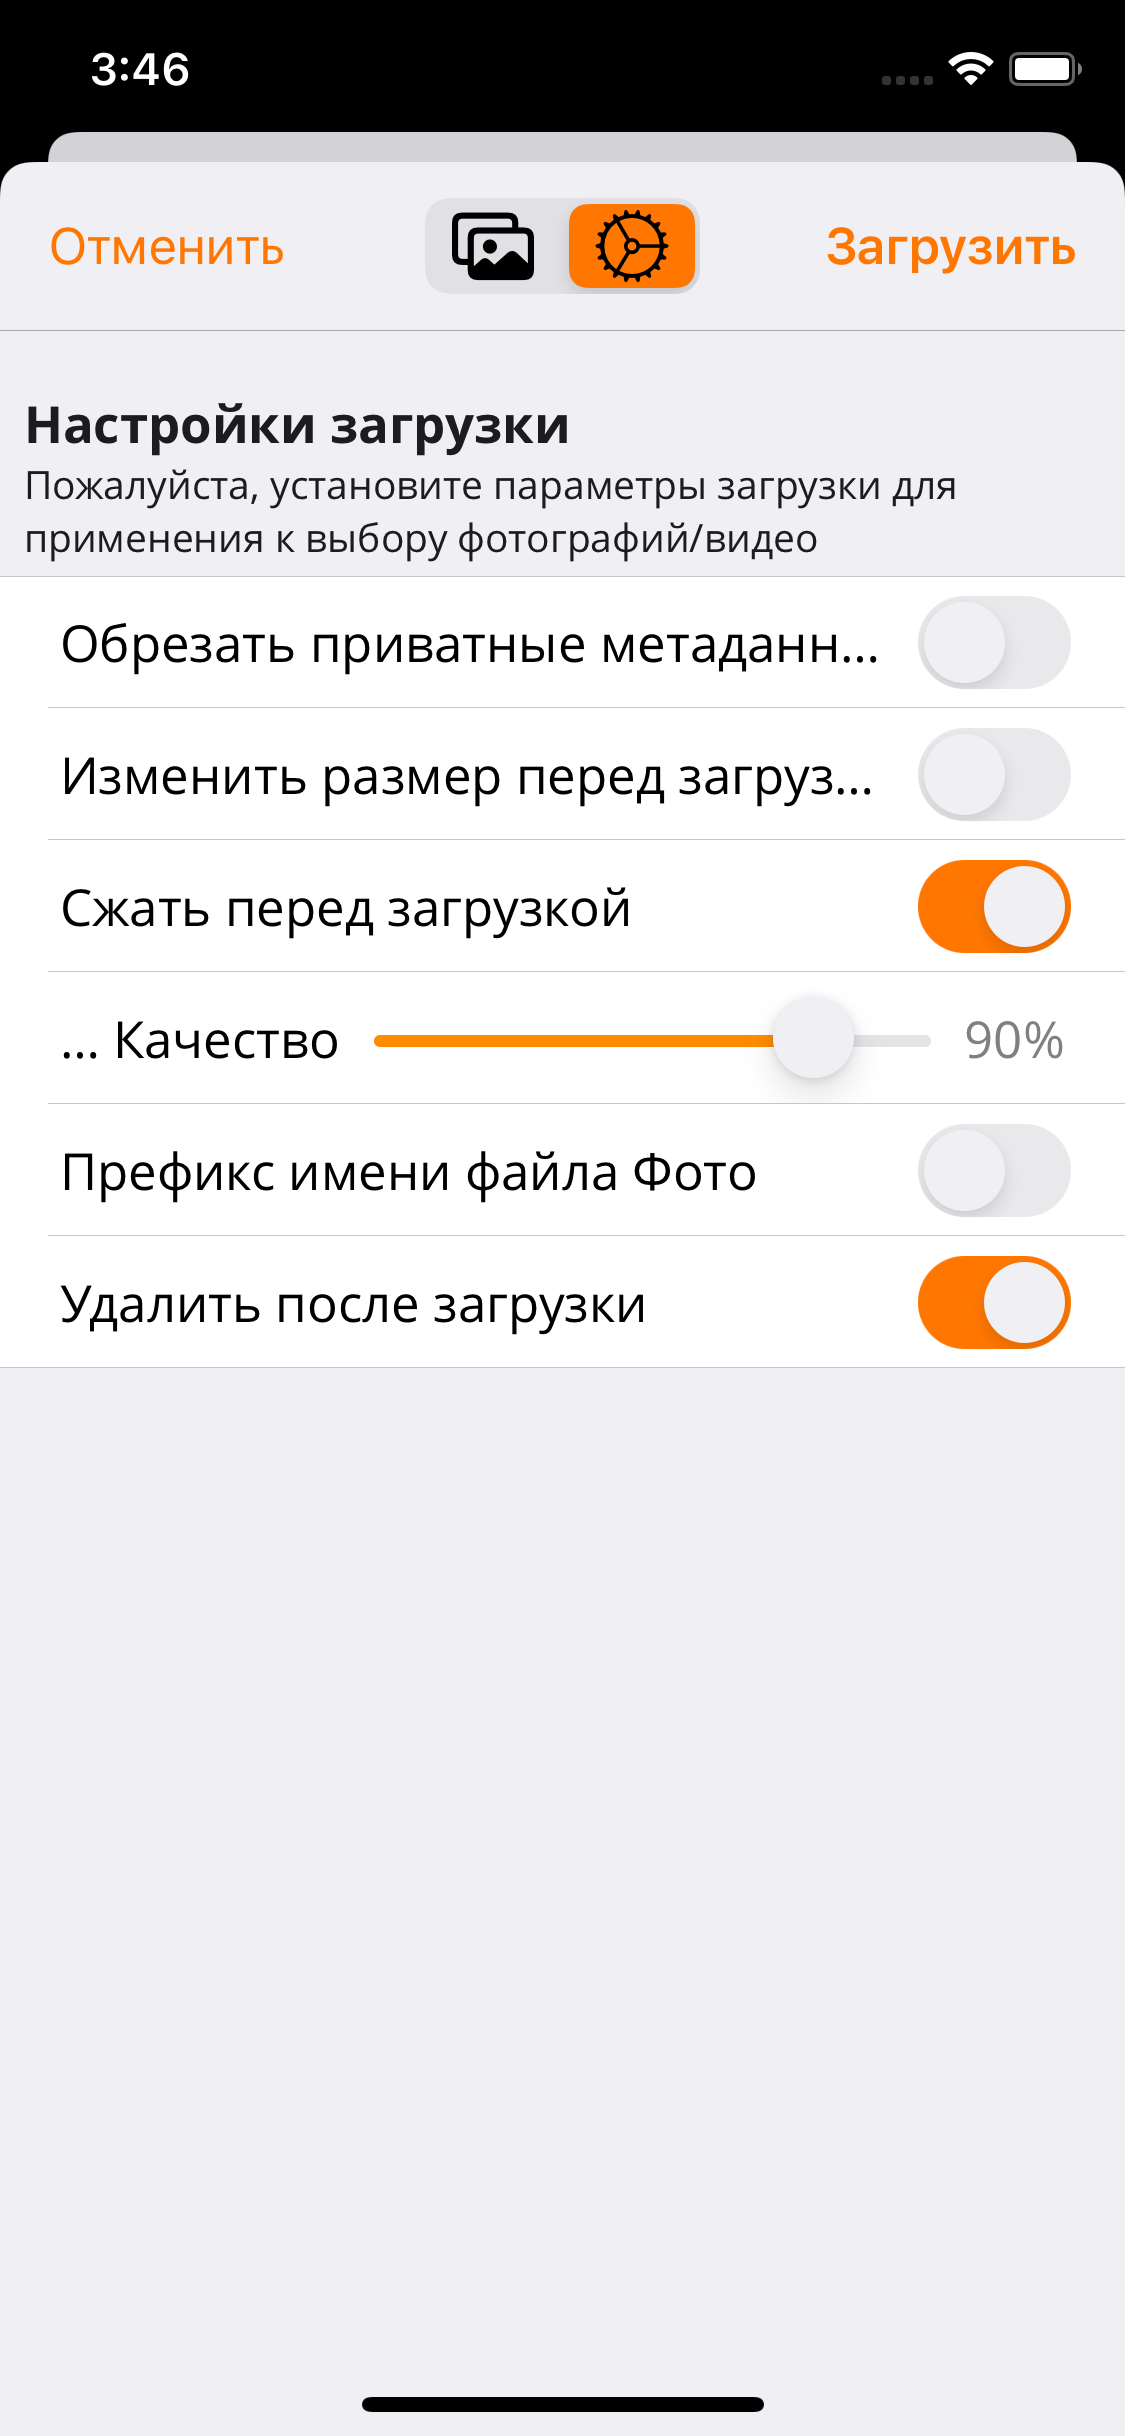 3:46
Отменить
Загрузить
Настройки загрузки
Пожалуйста, установите параметры загрузки для
применения к выбору фотографий/видео
Обрезать приватные метаданн...
Изменить размер перед загруз...
Сжать перед загрузкой
... Качество 90%
Префикс имени файла Фото
Удалить после загрузки